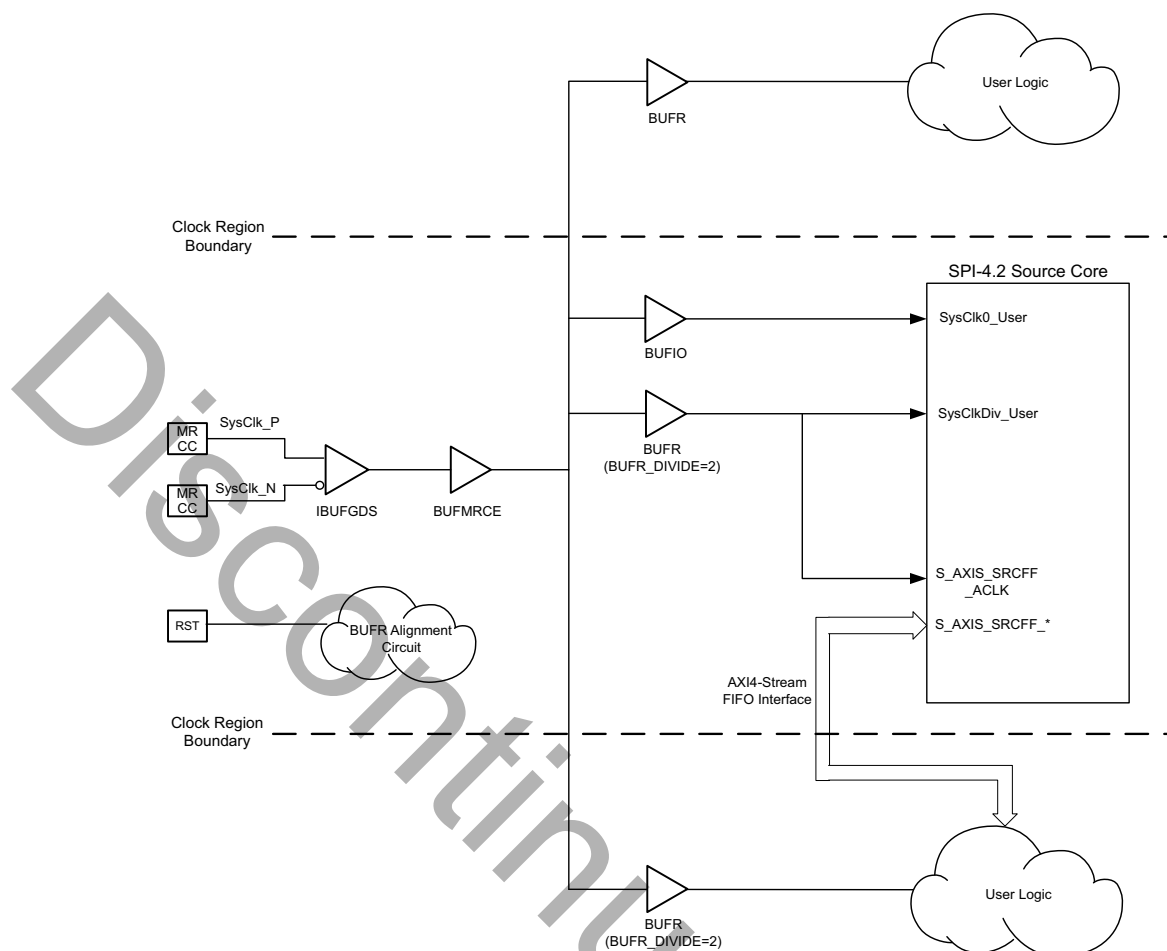 User Logic
BUFR
Clock Region
Boundary
SPI-4.2 Source Core
SysClk0_User
BUFIO
SysClkDiv_User
BUFR
(BUFR_DIVIDE=2)
MR
CC
SysClk_P
MR
CC
SysClk_N
IBUFGDS
BUFMRCE
S_AXIS_SRCFF
_ACLK
S_AXIS_SRCFF_*
RST
BUFR Alignment
Circuit
AXI4-Stream
FIFO Interface
Clock Region
Boundary
User Logic
BUFR
(BUFR_DIVIDE=2)
Discontinu